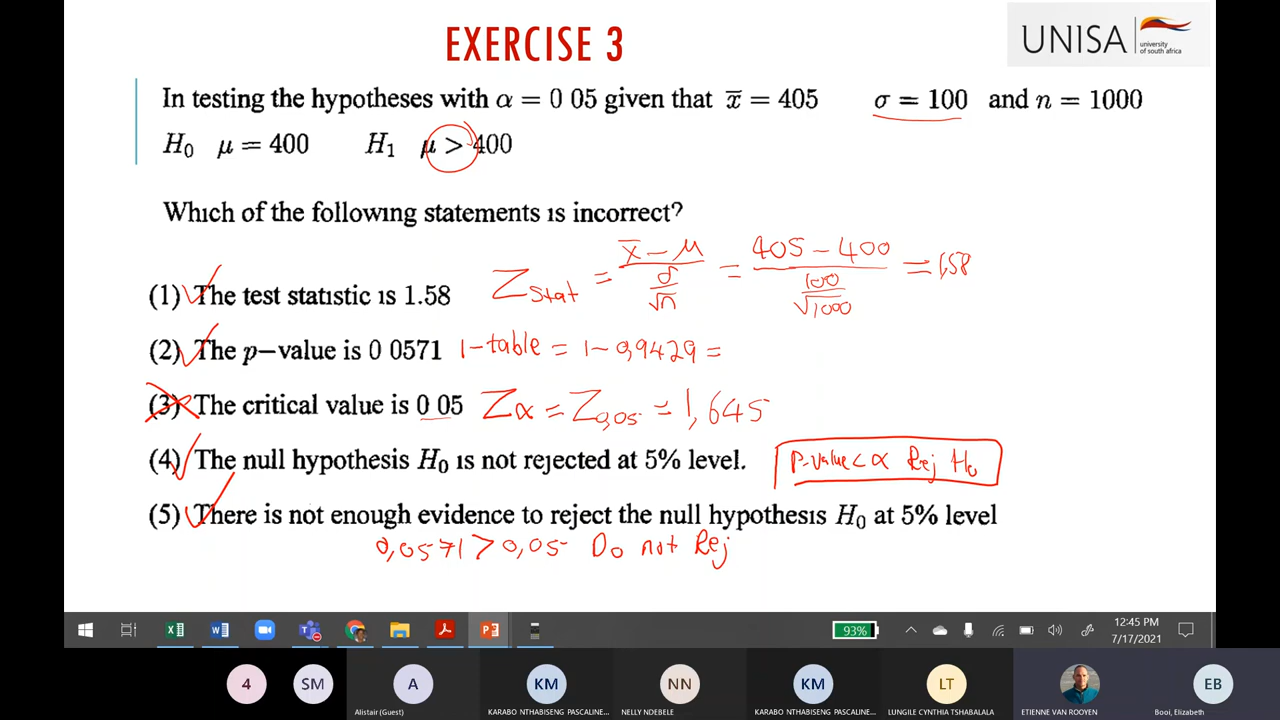 EXERCISE 3
UNISA university of south africa
In testing the hypotheses with α = 0 05 given that x̄ = 405 σ = 100 and n = 1000
H₀ μ = 400 H₁ μ > 400
Which of the following statements is incorrect?
(1) The test statistic is 1.58 Z Stat = x̄ − μ / σ/√n = 405 − 400 / 100/√1000 = 1,58
(2) The p−value is 0 0571 1-table = 1 − 0,9429 =
(3) The critical value is 0 05 Zα = Z0,05 = 1,645
(4) The null hypothesis H₀ is not rejected at 5% level. P-value < α Rej H₀
(5) There is not enough evidence to reject the null hypothesis H₀ at 5% level
0,0571 > 0,05 Do not Rej
93%
12:45 PM
7/17/2021
4 SM A KM NN KM LT EB
Alistair (Guest) KARABO NTHABISENG PASCALINE... NELLY NDEBELE KARABO NTHABISENG PASCALINE... LUNGILE CYNTHIA TSHABALALA ETIENNE VAN ROOYEN Booi, Elizabeth